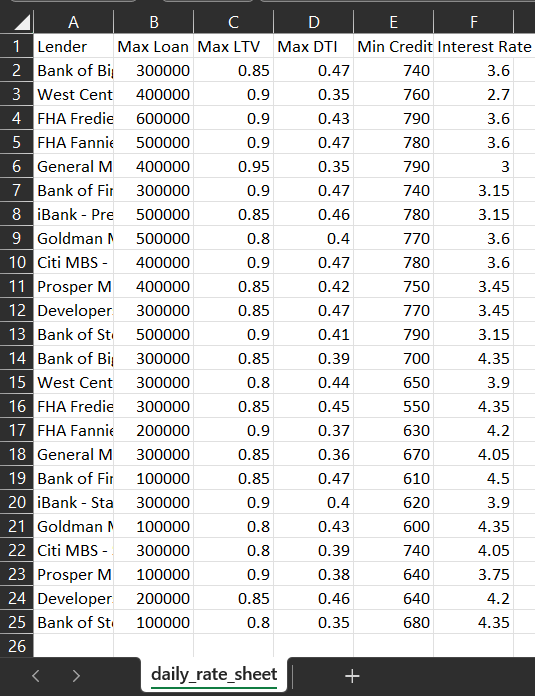 A B C D E F
1 Lender Max Loan Max LTV Max DTI Min Credit Interest Rate
2 Bank of Big 300000 0.85 0.47 740 3.6
3 West Cent 400000 0.9 0.35 760 2.7
4 FHA Fredie 600000 0.9 0.43 790 3.6
5 FHA Fannie 500000 0.9 0.47 780 3.6
6 General M 400000 0.95 0.35 790 3
7 Bank of Fir 300000 0.9 0.47 740 3.15
8 iBank - Pre 500000 0.85 0.46 780 3.15
9 Goldman M 500000 0.8 0.4 770 3.6
10 Citi MBS - 400000 0.9 0.47 780 3.6
11 Prosper M 400000 0.85 0.42 750 3.45
12 Developer 300000 0.85 0.47 770 3.45
13 Bank of Sto 500000 0.9 0.41 790 3.15
14 Bank of Big 300000 0.85 0.39 700 4.35
15 West Cent 300000 0.8 0.44 650 3.9
16 FHA Fredie 300000 0.85 0.45 550 4.35
17 FHA Fannie 200000 0.9 0.37 630 4.2
18 General M 300000 0.85 0.36 670 4.05
19 Bank of Fir 100000 0.85 0.47 610 4.5
20 iBank - Sta 300000 0.9 0.4 620 3.9
21 Goldman M 100000 0.8 0.43 600 4.35
22 Citi MBS - 300000 0.8 0.39 740 4.05
23 Prosper M 100000 0.9 0.38 640 3.75
24 Developer 200000 0.85 0.46 640 4.2
25 Bank of Sto 100000 0.8 0.35 680 4.35
26
daily_rate_sheet